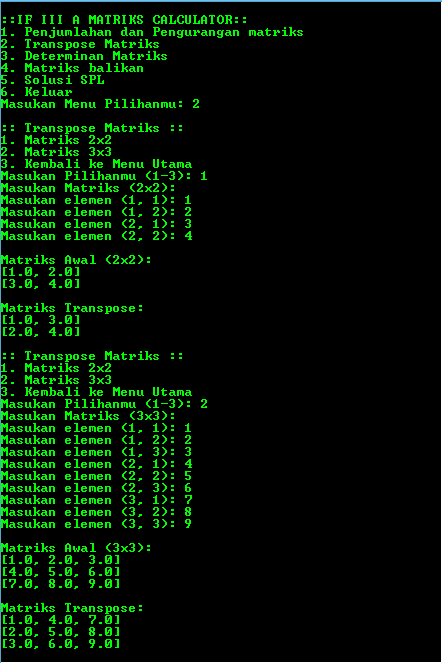 ::IF III A MATRIKS CALCULATOR::
1. Penjumlahan dan Pengurangan matriks
2. Transpose Matriks
3. Determinan Matriks
4. Matriks balikan
5. Solusi SPL
6. Keluar
Masukan Menu Pilihanmu: 2
:: Transpose Matriks ::
1. Matriks 2x2
2. Matriks 3x3
3. Kembali ke Menu Utama
Masukan Pilihanmu (1-3): 1
Masukan Matriks (2x2):
Masukan elemen (1, 1): 1
Masukan elemen (1, 2): 2
Masukan elemen (2, 1): 3
Masukan elemen (2, 2): 4
Matriks Awal (2x2):
[1.0, 2.0]
[3.0, 4.0]
Matriks Transpose:
[1.0, 3.0]
[2.0, 4.0]
:: Transpose Matriks ::
1. Matriks 2x2
2. Matriks 3x3
3. Kembali ke Menu Utama
Masukan Pilihanmu (1-3): 2
Masukan Matriks (3x3):
Masukan elemen (1, 1): 1
Masukan elemen (1, 2): 2
Masukan elemen (1, 3): 3
Masukan elemen (2, 1): 4
Masukan elemen (2, 2): 5
Masukan elemen (2, 3): 6
Masukan elemen (3, 1): 7
Masukan elemen (3, 2): 8
Masukan elemen (3, 3): 9
Matriks Awal (3x3):
[1.0, 2.0, 3.0]
[4.0, 5.0, 6.0]
[7.0, 8.0, 9.0]
Matriks Transpose:
[1.0, 4.0, 7.0]
[2.0, 5.0, 8.0]
[3.0, 6.0, 9.0]